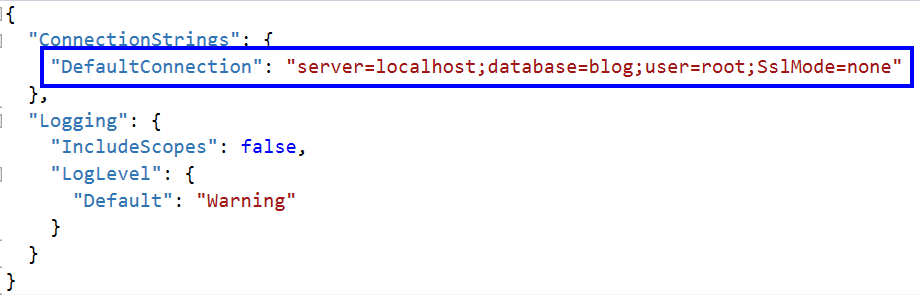 {
"ConnectionStrings": {
"DefaultConnection": "server=localhost;database=blog;user=root;SslMode=none"
},
"Logging": {
"IncludeScopes": false,
"LogLevel": {
"Default": "Warning"
}
}
}